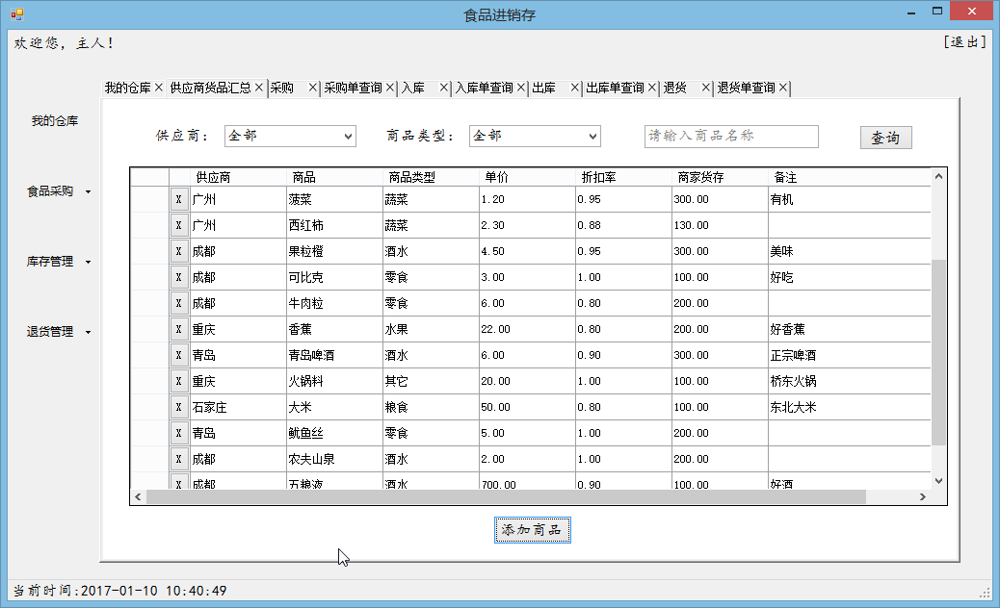 食品进销存
欢迎您, 主人! [退出]
我的仓库 供应商货品汇总 采购 采购单查询 入库 入库单查询 出库 出库单查询 退货 退货单查询
我的仓库
食品采购
库存管理
退货管理
供应商: 全部 商品类型: 全部 请输入商品名称 查询
供应商 商品 商品类型 单价 折扣率 商家货存 备注
X 广州 菠菜 蔬菜 1.20 0.95 300.00 有机
X 广州 西红柿 蔬菜 2.30 0.88 130.00
X 成都 果粒橙 酒水 4.50 0.95 300.00 美味
X 成都 可比克 零食 3.00 1.00 100.00 好吃
X 成都 牛肉粒 零食 6.00 0.80 200.00
X 重庆 香蕉 水果 22.00 0.80 200.00 好香蕉
X 青岛 青岛啤酒 酒水 6.00 0.90 300.00 正宗啤酒
X 重庆 火锅料 其它 20.00 1.00 100.00 桥东火锅
X 石家庄 大米 粮食 50.00 0.80 100.00 东北大米
X 青岛 鱿鱼丝 零食 5.00 1.00 200.00
X 成都 农夫山泉 酒水 2.00 1.00 200.00
X 成都 五粮液 酒水 700.00 0.90 100.00 好酒
添加商品
当前时间:2017-01-10 10:40:49